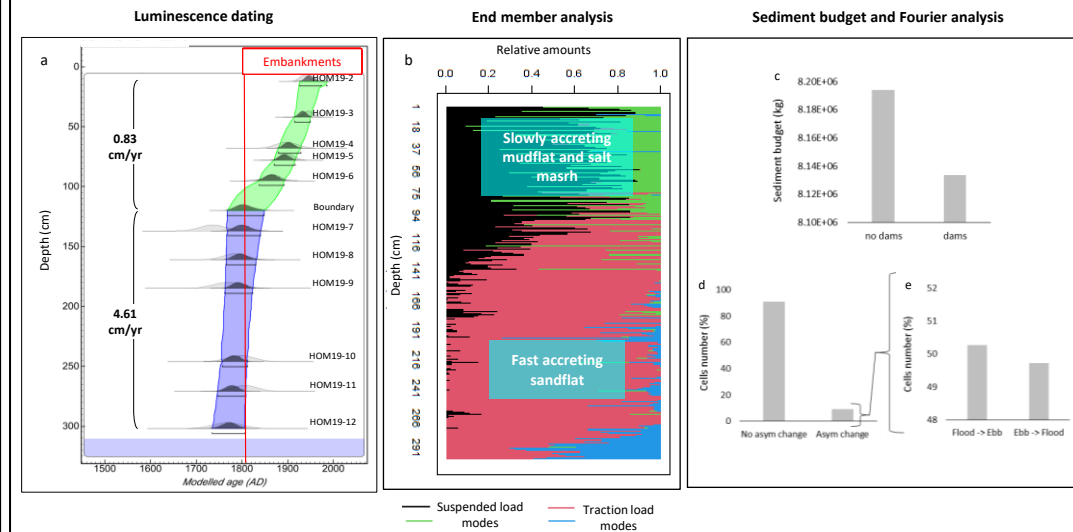 Luminescence dating
End member analysis
Sediment budget and Fourier analysis
a
Embankments
0
50
100
150
200
250
300
Depth (cm)
0.83
cm/yr
4.61
cm/yr
HOM19-2
HOM19-3
HOM19-4
HOM19-5
HOM19-6
Boundary
HOM19-7
HOM19-8
HOM19-9
HOM19-10
HOM19-11
HOM19-12
1500
1600
1700
1800
1900
2000
Modelled age (AD)
b
Relative amounts
0.0
0.2
0.4
0.6
0.8
1.0
Depth (cm)
1
18
37
56
75
94
116
141
166
191
216
241
266
291
Slowly accreting
mudflat and salt
masrh
Fast accreting
sandflat
Suspended load
modes
Traction load
modes
c
Sediment budget (kg)
8.20E+06
8.18E+06
8.16E+06
8.14E+06
8.12E+06
8.10E+06
no dams
dams
d
Cells number (%)
100
80
60
40
20
0
No asym change
Asym change
e
Cells number (%)
52
51
50
49
48
Flood -> Ebb
Ebb -> Flood